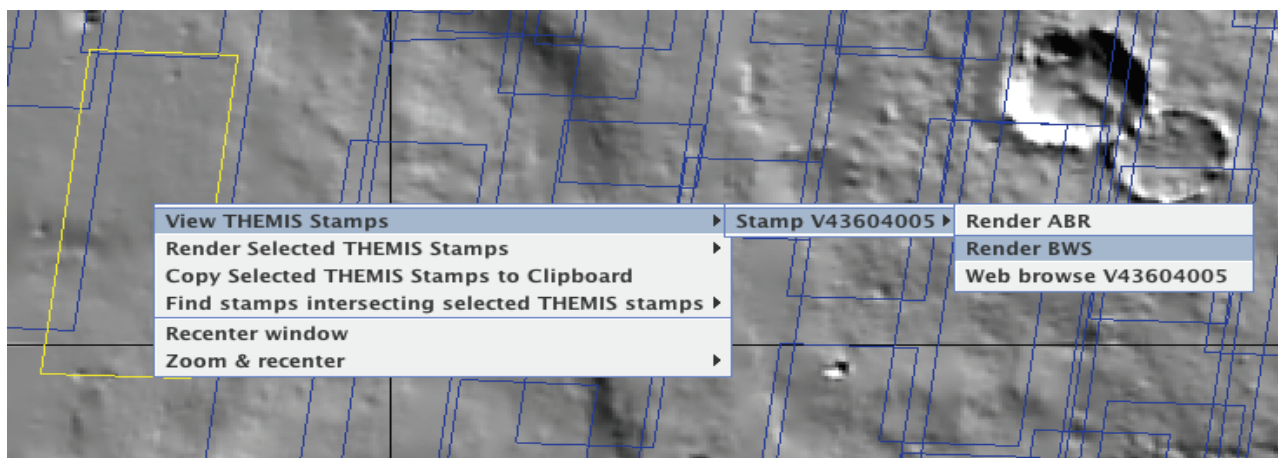 View THEMIS Stamps
Render Selected THEMIS Stamps
Copy Selected THEMIS Stamps to Clipboard
Find stamps intersecting selected THEMIS stamps
Recenter window
Zoom & recenter
Stamp V43604005
Render ABR
Render BWS
Web browse V43604005